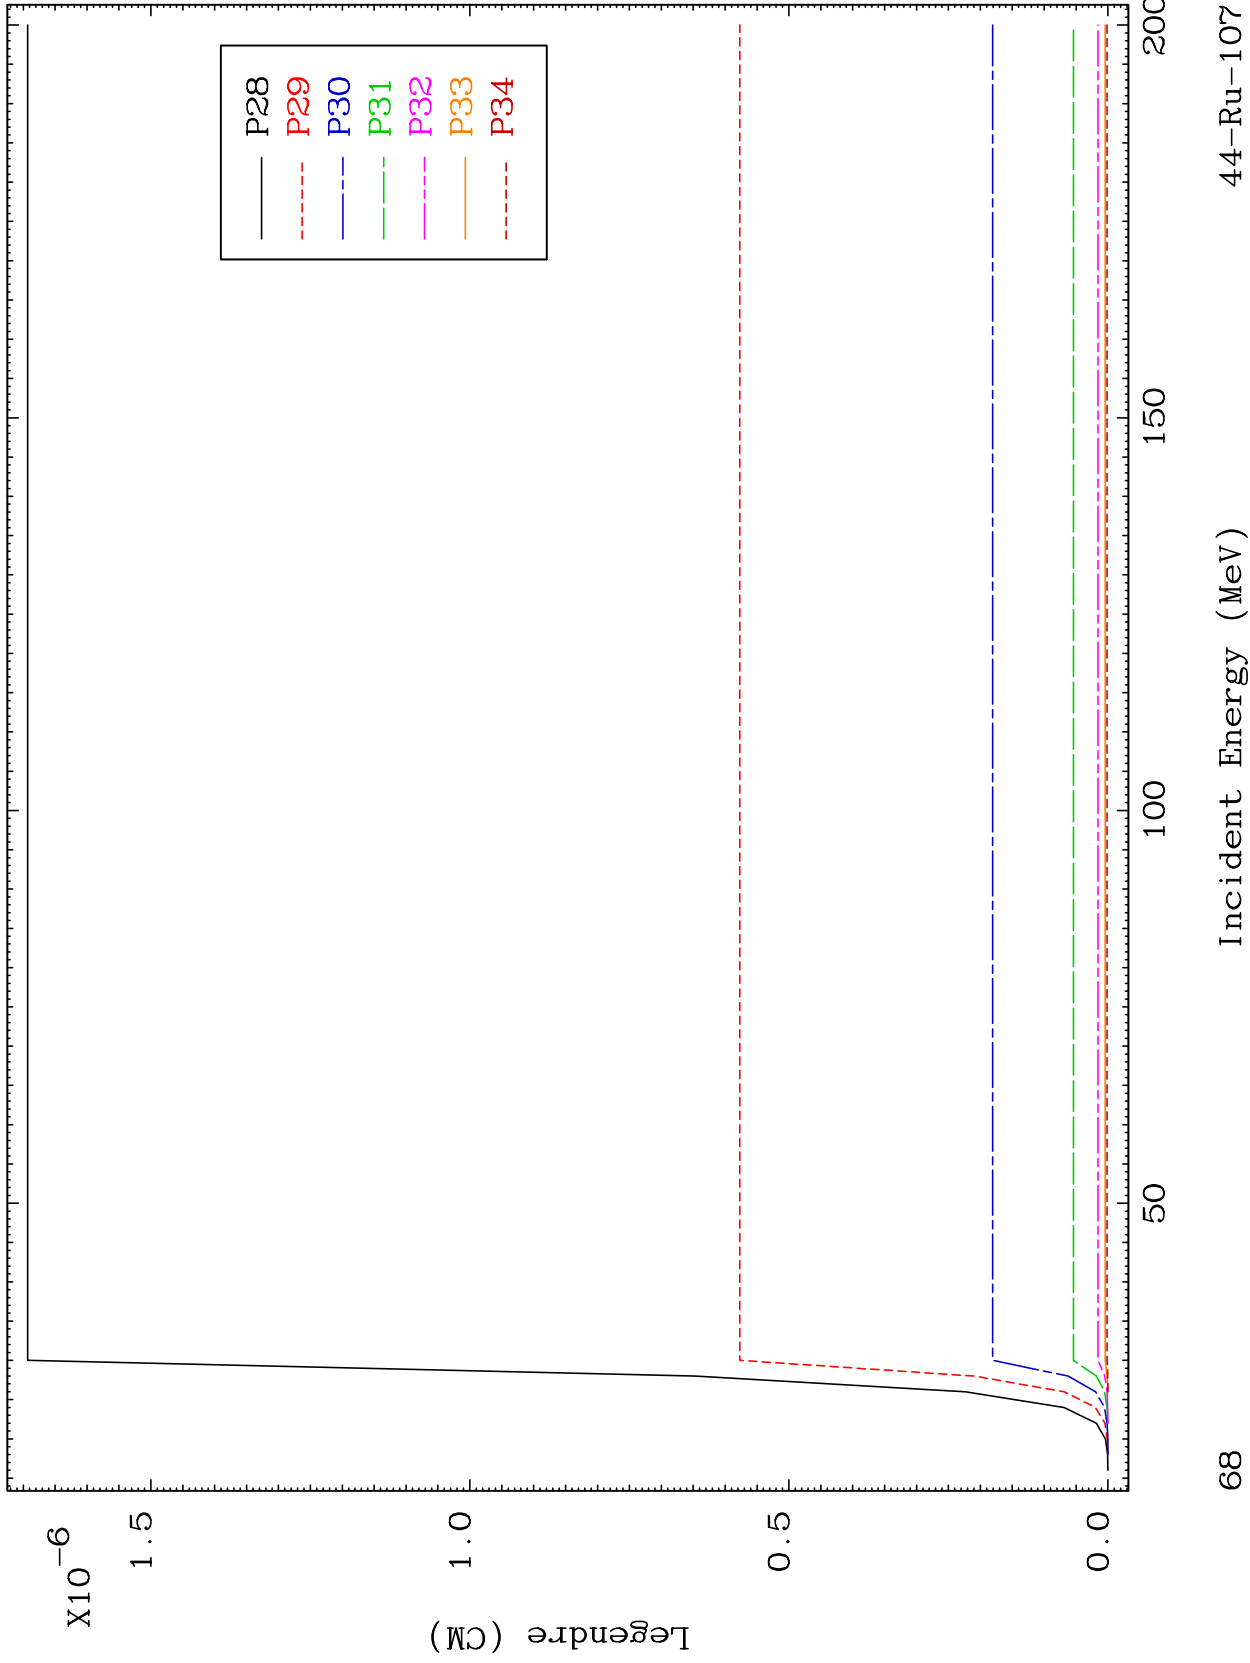 X10−6
1.5
1.0
0.5
0.0
Legendre (CM)
P28
P29
P30
P31
P32
P33
P34
50
100
150
200
Incident Energy (MeV)
68
44−Ru−107